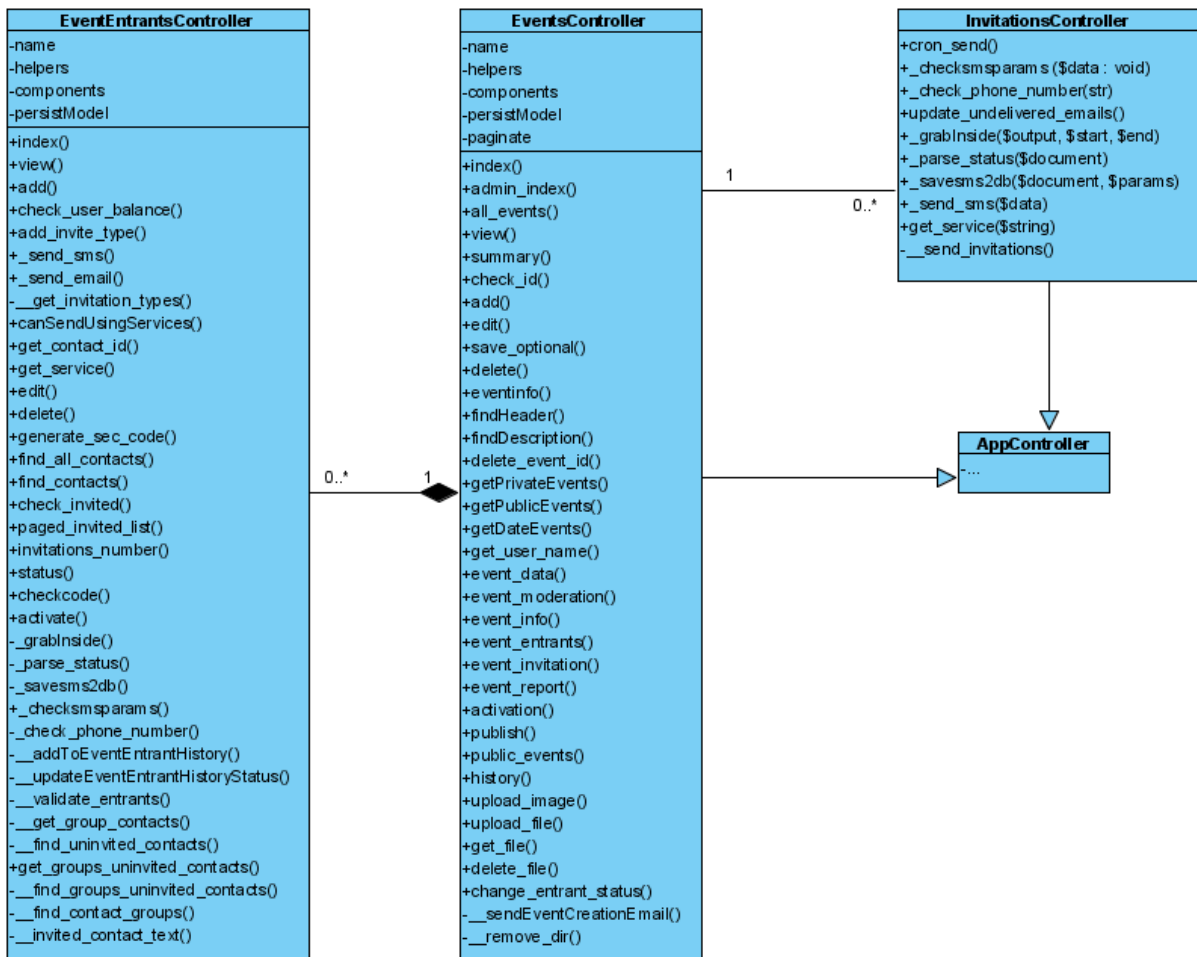 EventEntrantsController
-name
-helpers
-components
-persistModel
+index()
+view()
+add()
+check_user_balance()
+add_invite_type()
+_send_sms()
+_send_email()
-__get_invitation_types()
+canSendUsingServices()
+get_contact_id()
+get_service()
+edit()
+delete()
+generate_sec_code()
+find_all_contacts()
+find_contacts()
+check_invited()
+paged_invited_list()
+invitations_number()
+status()
+checkcode()
+activate()
-_grabInside()
-_parse_status()
-_savesms2db()
+_checksmsparams()
-_check_phone_number()
-__addToEventEntrantHistory()
-__updateEventEntrantHistoryStatus()
-__validate_entrants()
-__get_group_contacts()
-__find_uninvited_contacts()
+get_groups_uninvited_contacts()
-__find_groups_uninvited_contacts()
-__find_contact_groups()
-__invited_contact_text()
0..*
1
EventsController
-name
-helpers
-components
-persistModel
-paginate
+index()
+admin_index()
+all_events()
+view()
+summary()
+check_id()
+add()
+edit()
+save_optional()
+delete()
+eventinfo()
+findHeader()
+findDescription()
+delete_event_id()
+getPrivateEvents()
+getPublicEvents()
+getDateEvents()
+get_user_name()
+event_data()
+event_moderation()
+event_info()
+event_entrants()
+event_invitation()
+event_report()
+activation()
+publish()
+public_events()
+history()
+upload_image()
+upload_file()
+get_file()
+delete_file()
+change_entrant_status()
-__sendEventCreationEmail()
-__remove_dir()
1
0..*
InvitationsController
+cron_send()
+_checksmsparams ($data : void)
+_check_phone_number(str)
+update_undelivered_emails()
+_grabInside($output, $start, $end)
+_parse_status($document)
+_savesms2db($document, $params)
+_send_sms($data)
+get_service($string)
-__send_invitations()
AppController
-...